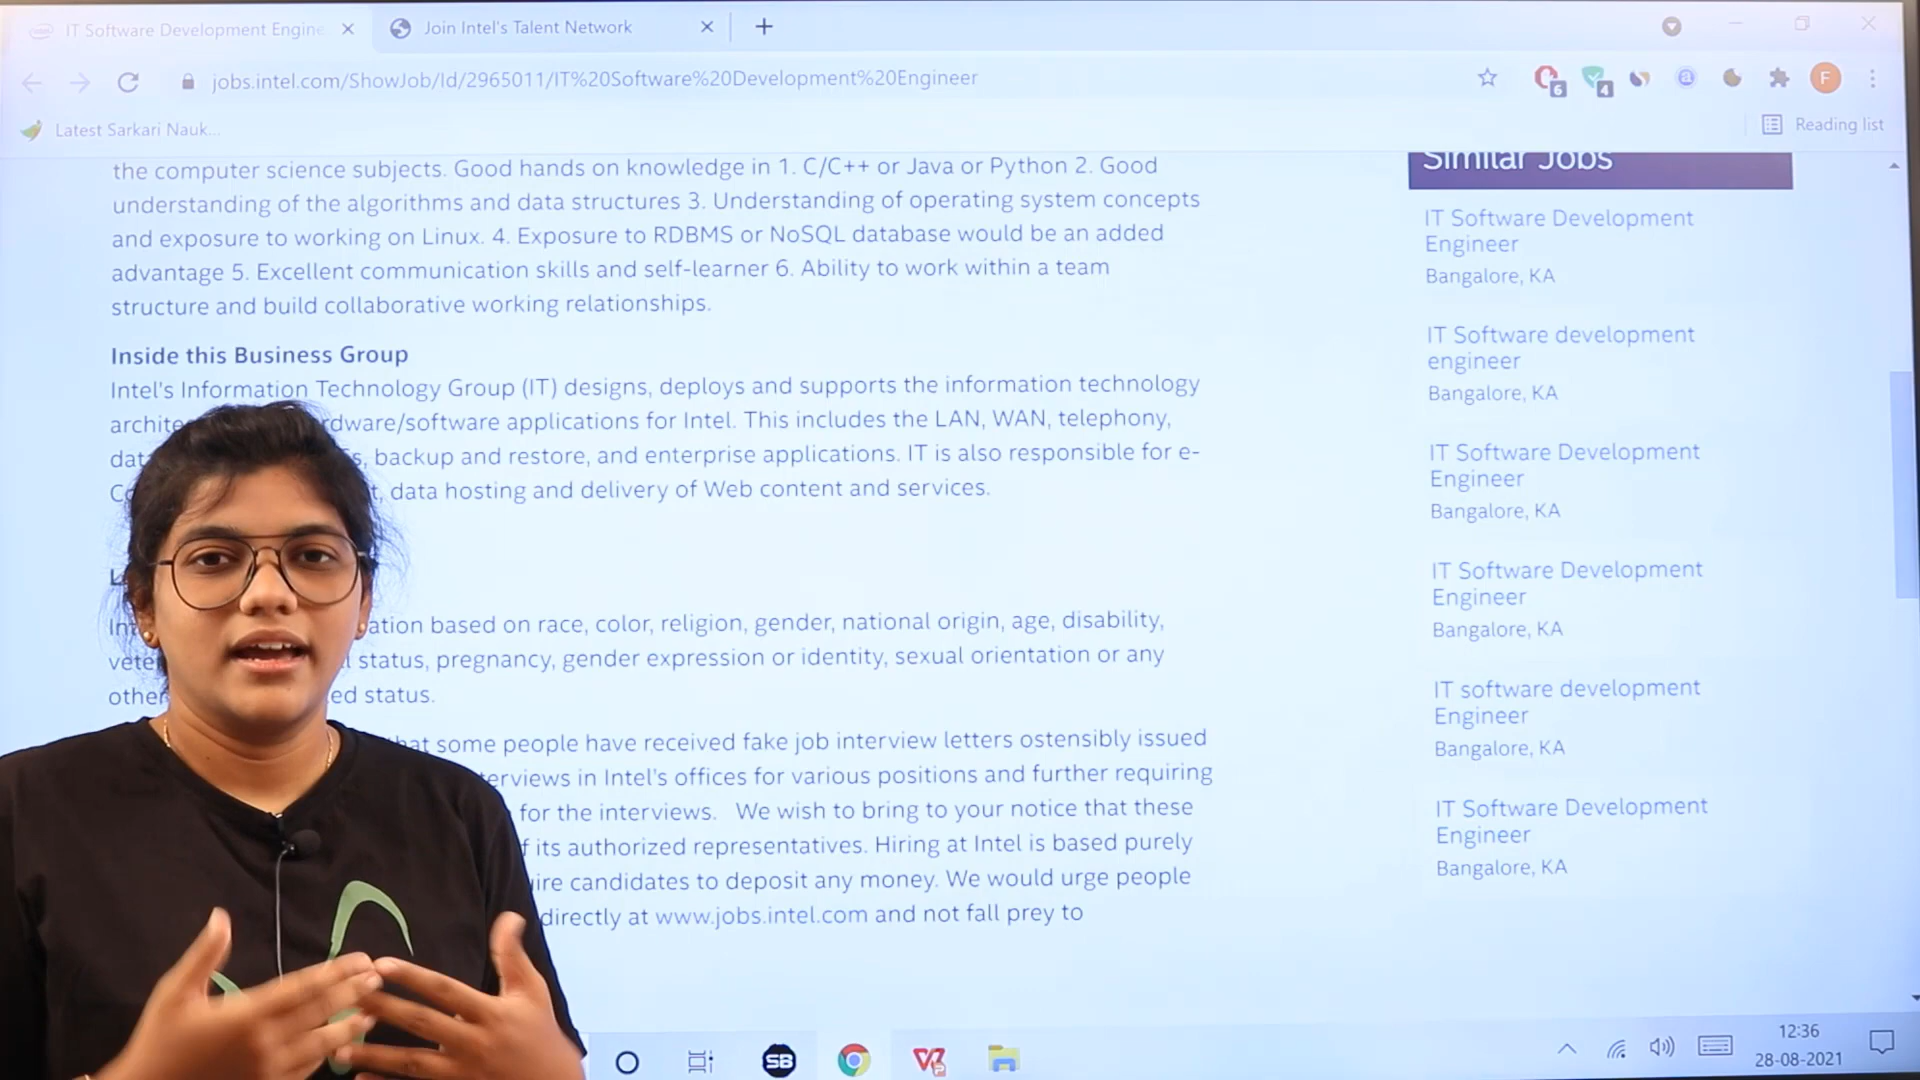 IT Software Development Engine
Join Intel's Talent Network
jobs.intel.com/ShowJob/Id/2965011/IT%20Software%20Development%20Engineer
6
4
a
F
Latest Sarkari Nauk...
Reading list
the computer science subjects. Good hands on knowledge in 1. C/C++ or Java or Python 2. Good
understanding of the algorithms and data structures 3. Understanding of operating system concepts
and exposure to working on Linux. 4. Exposure to RDBMS or NoSQL database would be an added
advantage 5. Excellent communication skills and self-learner 6. Ability to work within a team
structure and build collaborative working relationships.
Inside this Business Group
Intel's Information Technology Group (IT) designs, deploys and supports the information technology
for Intel. This includes the LAN, WAN, telephony,
backup and restore, and enterprise applications. IT is also responsible for e-
data hosting and delivery of Web content and services.
based on race, color, religion, gender, national origin, age, disability,
status, pregnancy, gender expression or identity, sexual orientation or any
other status.
some people have received fake job interview letters ostensibly issued
in Intel's offices for various positions and further requiring
for the interviews. We wish to bring to your notice that these
its authorized representatives. Hiring at Intel is based purely
candidates to deposit any money. We would urge people
directly at www.jobs.intel.com and not fall prey to
Similar Jobs
IT Software Development
Engineer
Bangalore, KA
IT Software development
engineer
Bangalore, KA
IT Software Development
Engineer
Bangalore, KA
IT Software Development
Engineer
Bangalore, KA
IT software development
Engineer
Bangalore, KA
IT Software Development
Engineer
Bangalore, KA
SB
12:36
28-08-2021